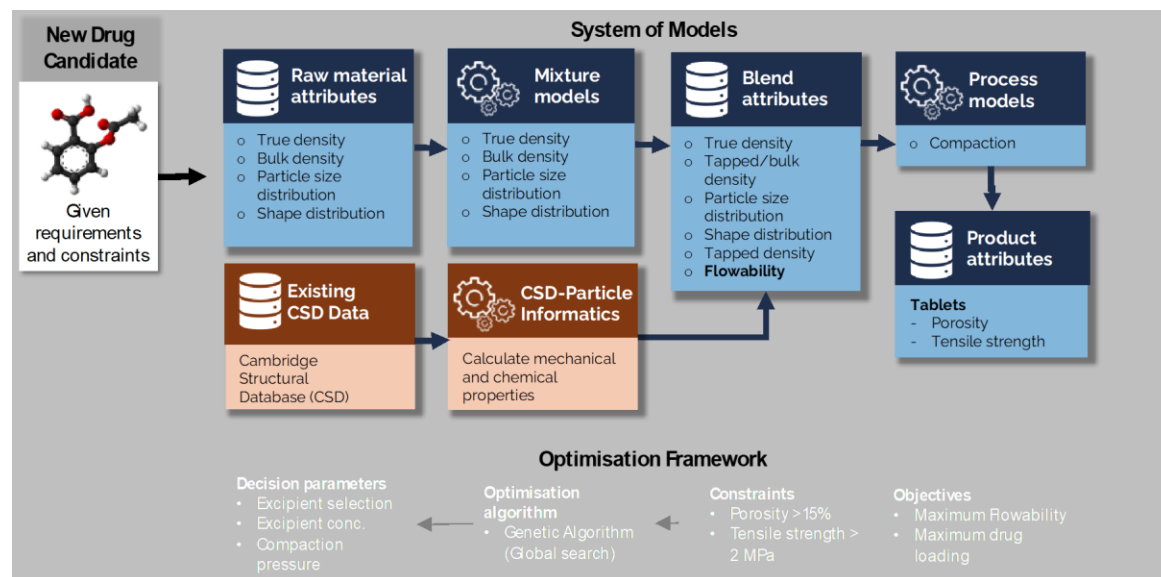 New Drug
Candidate
Given
requirements
and constraints
System of Models
Raw material
attributes
o True density
o Bulk density
o Particle size
distribution
o Shape distribution
Mixture
models
o True density
o Bulk density
o Particle size
distribution
o Shape distribution
Blend
attributes
o True density
o Tapped/bulk
density
o Particle size
distribution
o Shape distribution
o Tapped density
o Flowability
Process
models
o Compaction
Product
attributes
Tablets
- Porosity
- Tensile strength
Existing
CSD Data
Cambridge
Structural
Database (CSD)
CSD-Particle
Informatics
Calculate mechanical
and chemical
properties
Optimisation Framework
Decision parameters
• Excipient selection
• Excipient conc.
• Compaction
pressure
Optimisation
algorithm
• Genetic Algorithm
(Global search)
Constraints
• Porosity >15%
• Tensile strength >
2 MPa
Objectives
• Maximum Flowability
• Maximum drug
loading